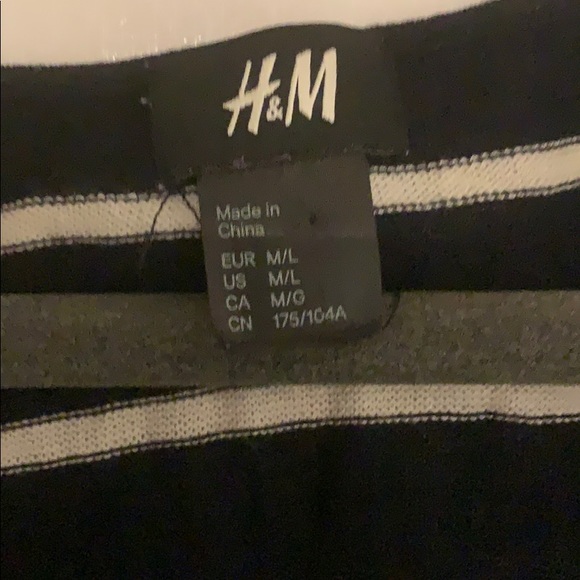 H&M
Made in
China
EUR M/L
US M/L
CA M/G
CN 175/104A